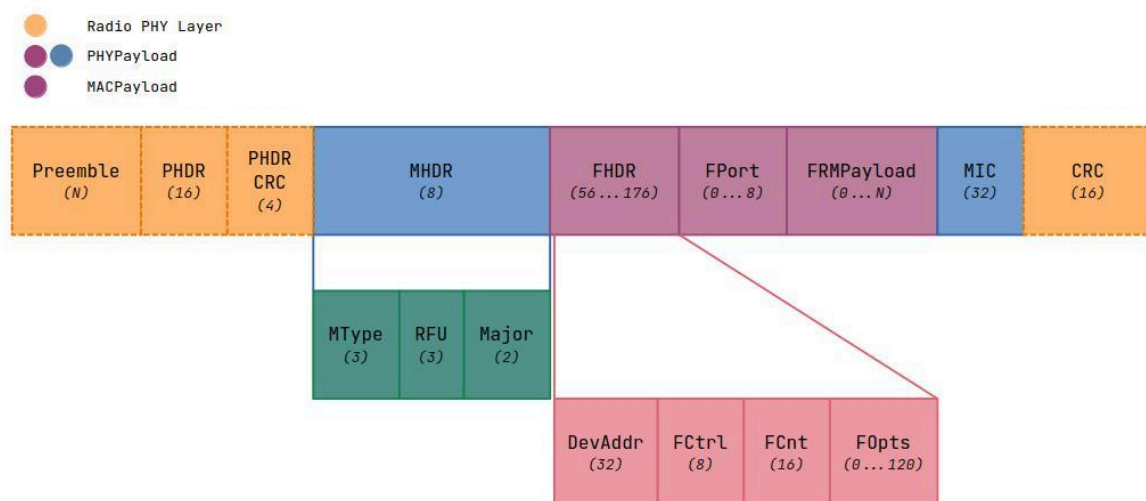 Radio PHY Layer
PHYPayload
MACPayload
Preemble
(N)
PHDR
(16)
PHDR
CRC
(4)
MHDR
(8)
FHDR
(56...176)
FPort
(0...8)
FRMPayload
(0...N)
MIC
(32)
CRC
(16)
MType
(3)
RFU
(3)
Major
(2)
DevAddr
(32)
FCtrl
(8)
FCnt
(16)
FOpts
(0...120)